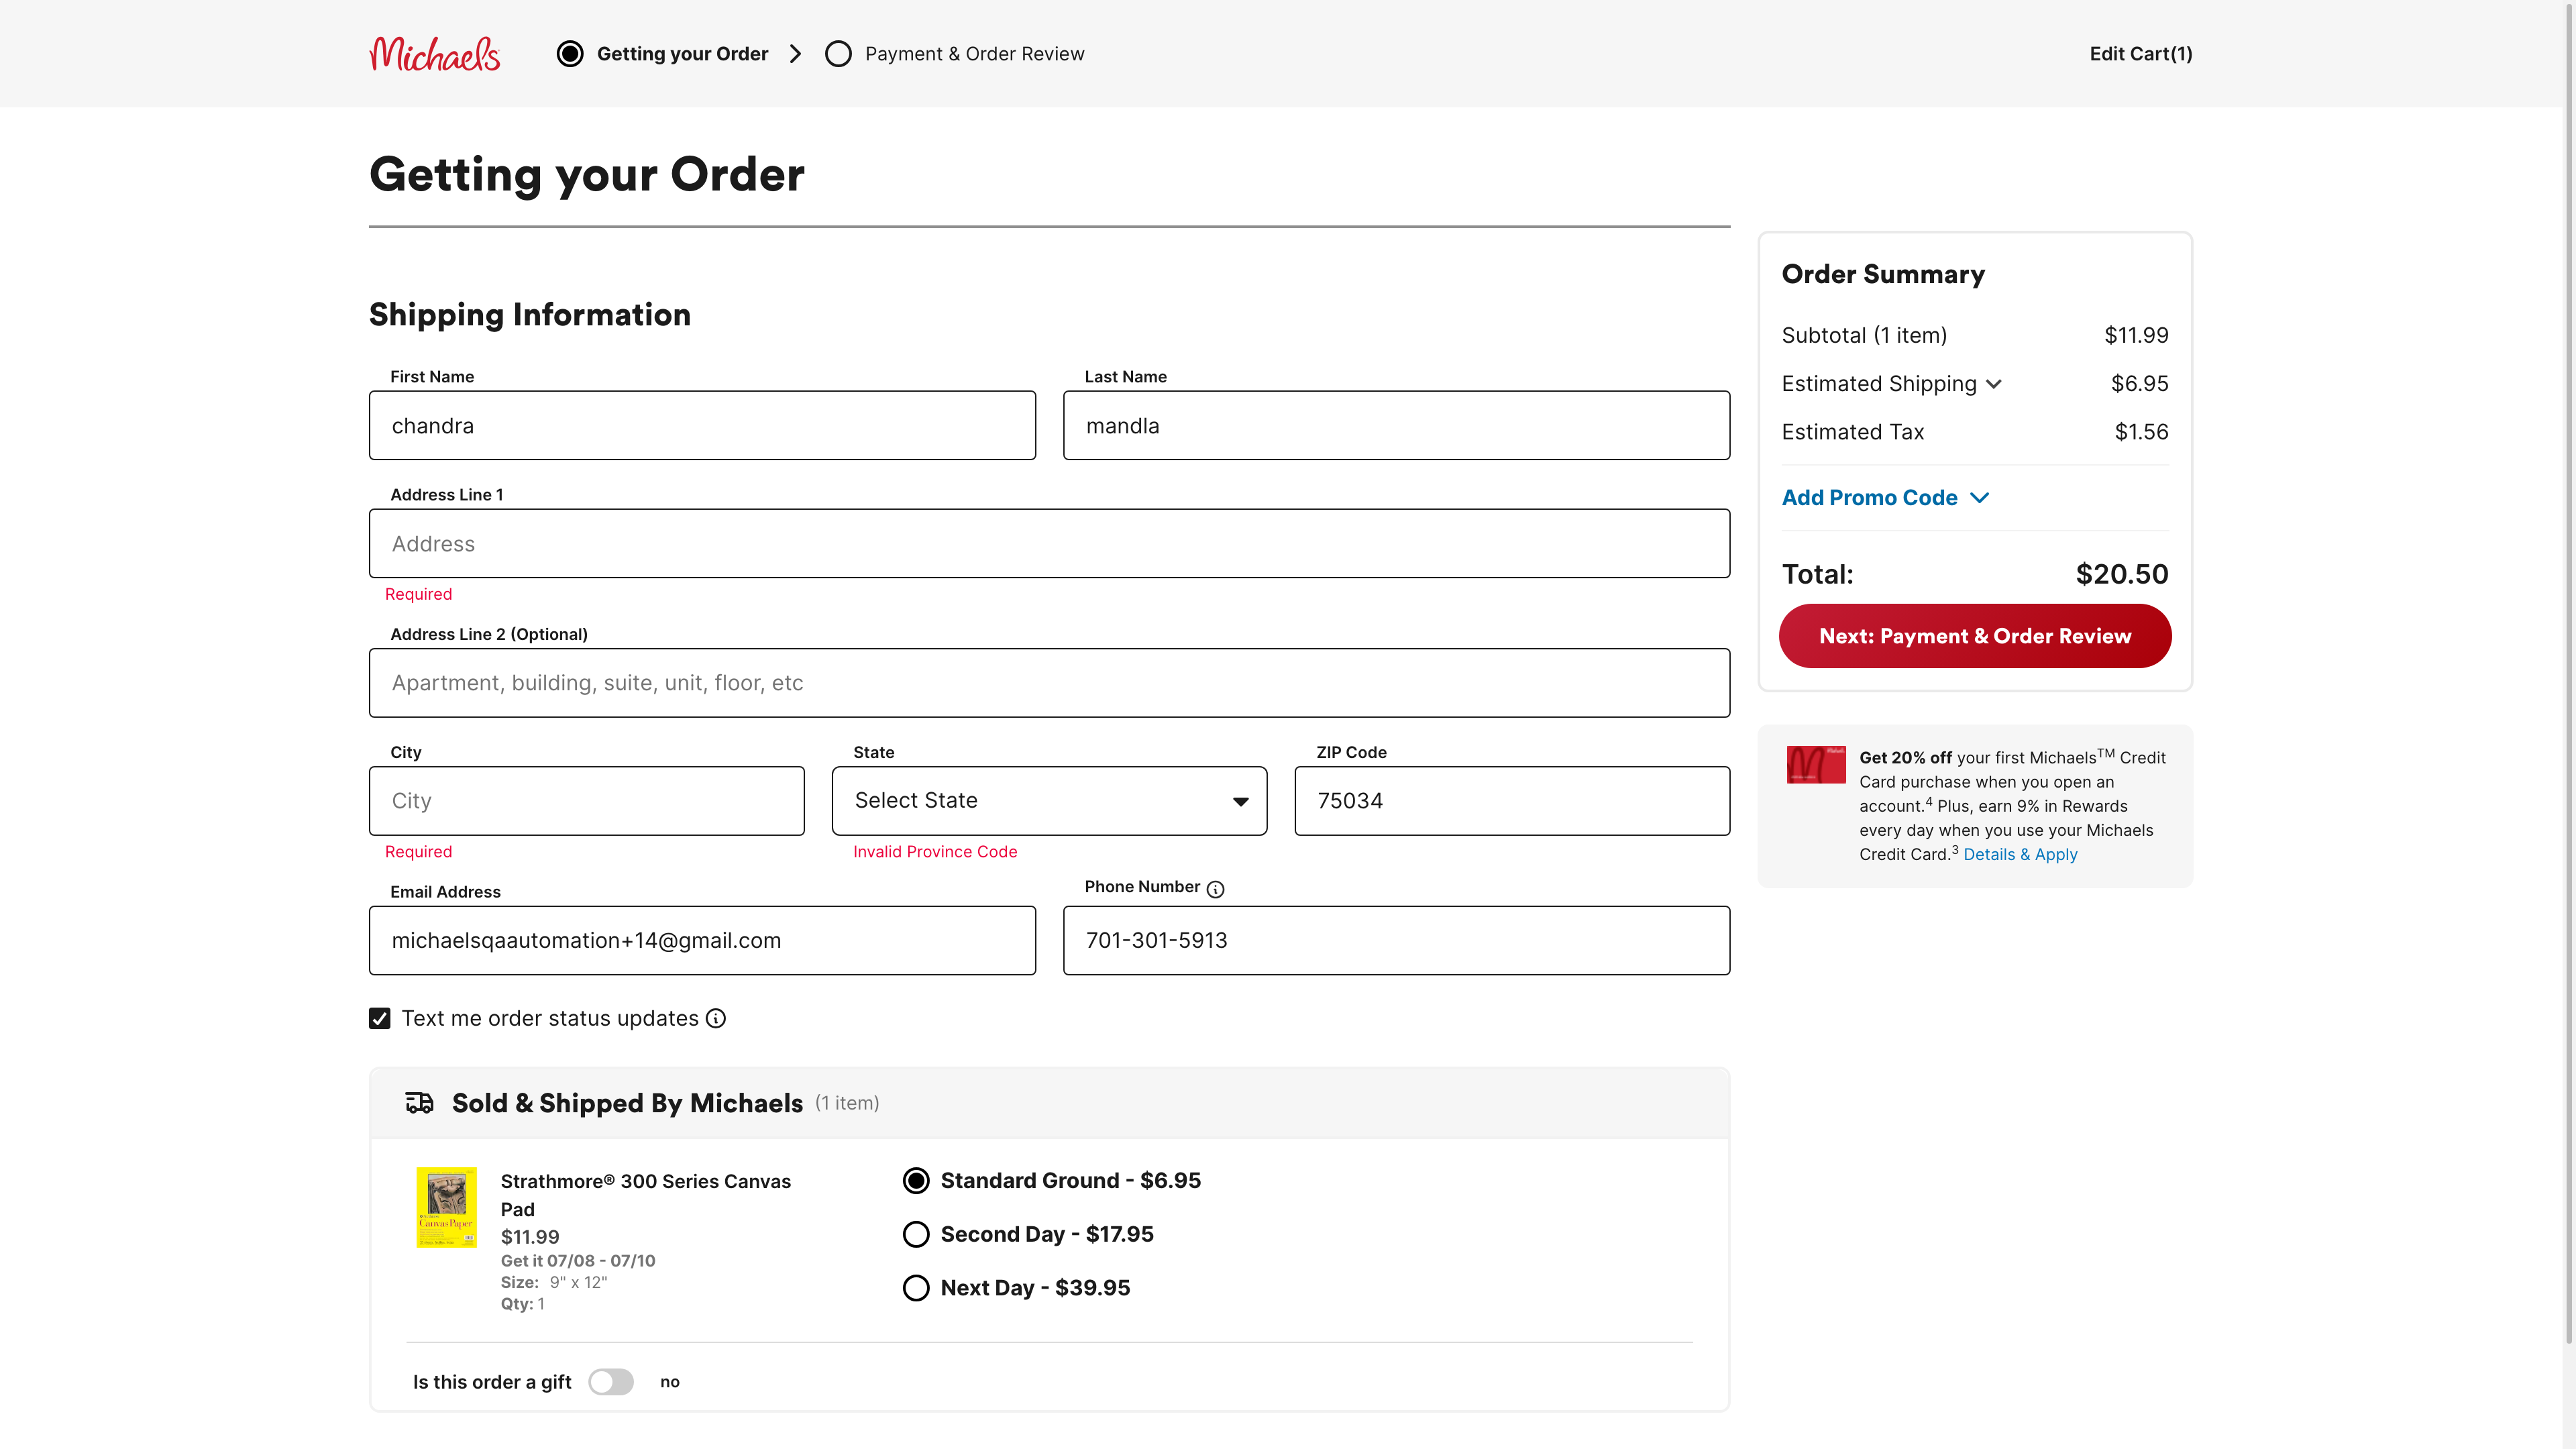 Michaels
Getting your Order
Payment & Order Review
Edit Cart(1)
Getting your Order
Shipping Information
First Name
Last Name
chandra
mandla
Address Line 1
Address
Required
Address Line 2 (Optional)
Apartment, building, suite, unit, floor, etc
City
State
ZIP Code
City
Select State
75034
Required
Invalid Province Code
Email Address
Phone Number
michaelsqaautomation+14@gmail.com
701-301-5913
Text me order status updates
Sold & Shipped By Michaels (1 item)
Strathmore® 300 Series Canvas
Pad
$11.99
Get it 07/08 - 07/10
Size: 9" x 12"
Qty: 1
Canvas Paper
Standard Ground - $6.95
Second Day - $17.95
Next Day - $39.95
Is this order a gift
no
Order Summary
Subtotal (1 item) $11.99
Estimated Shipping $6.95
Estimated Tax $1.56
Add Promo Code
Total: $20.50
Next: Payment & Order Review
Get 20% off your first Michaels™ Credit
Card purchase when you open an
account.⁴ Plus, earn 9% in Rewards
every day when you use your Michaels
Credit Card.³ Details & Apply